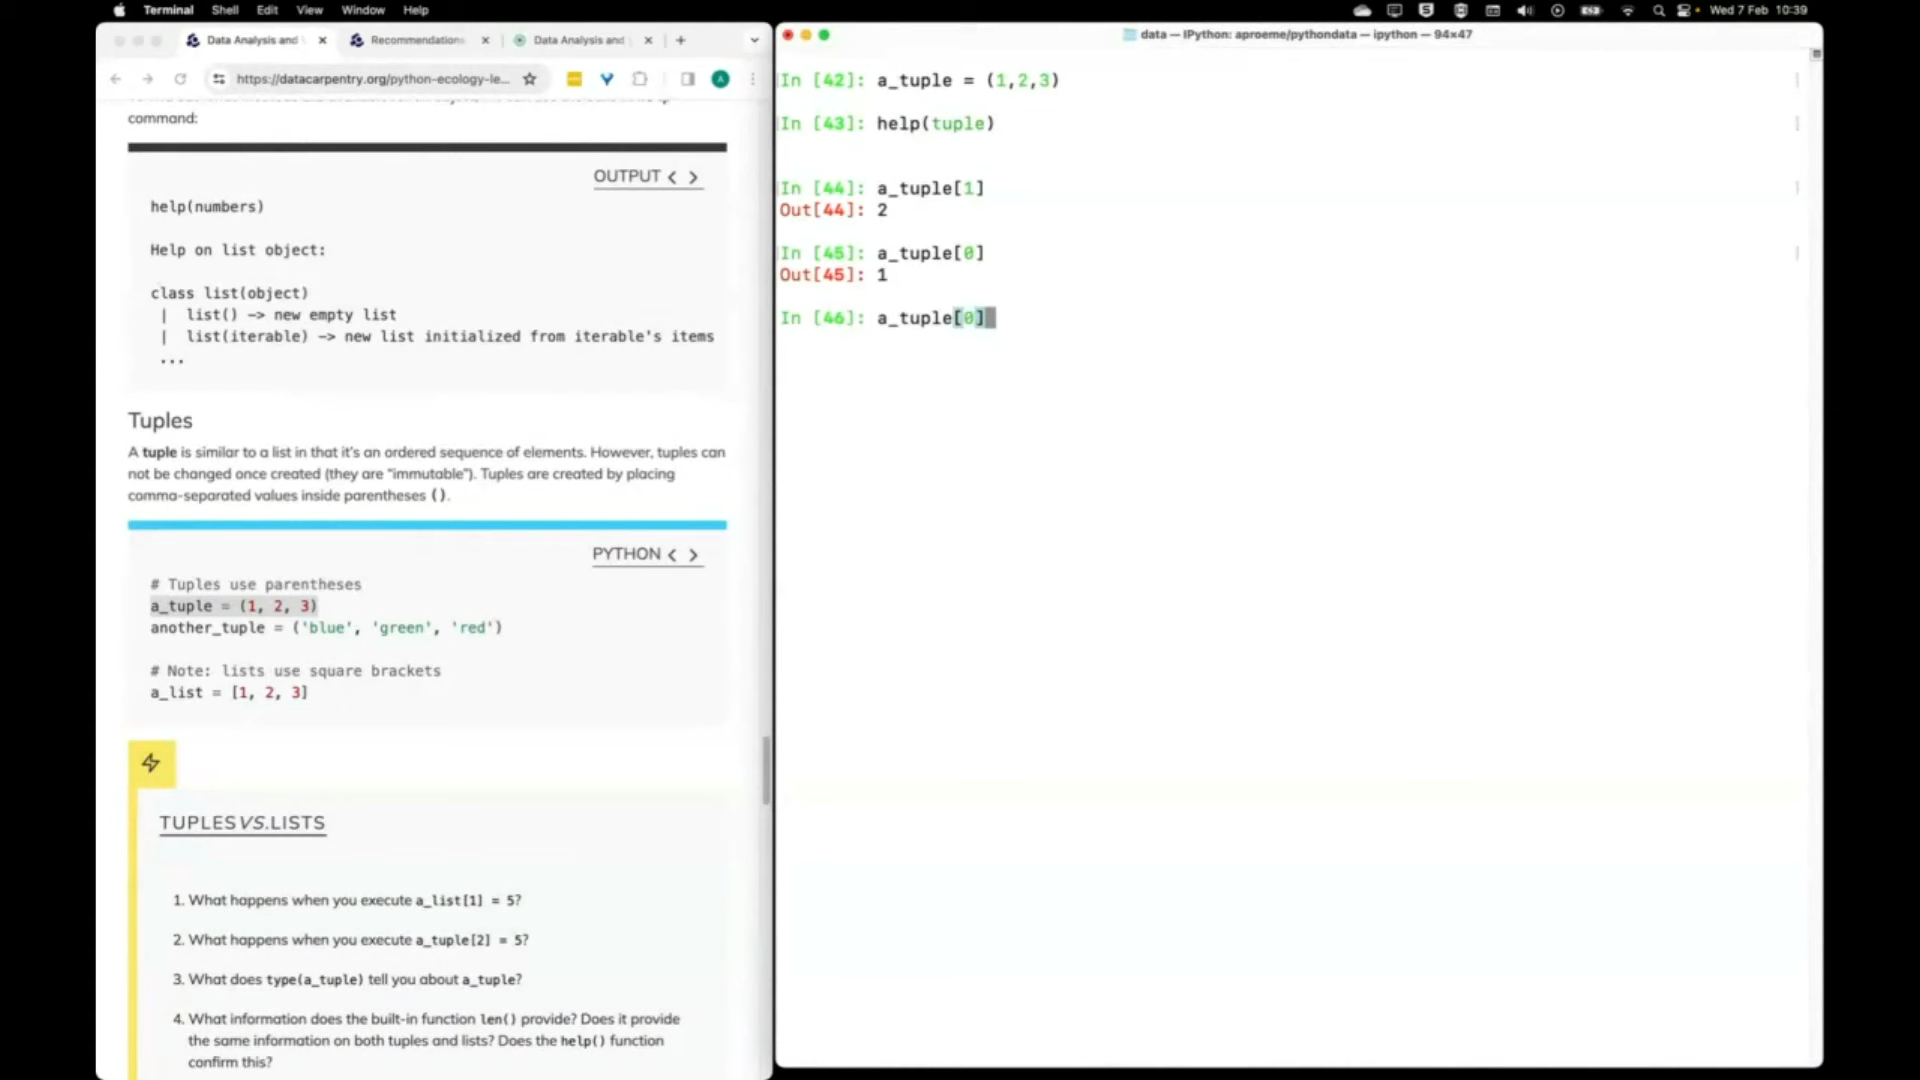 Terminal Shell Edit View Window Help
Wed 7 Feb 10:39
Data Analysis and
Recommendations
Data Analysis and
https://datacarpentry.org/python-ecology-le...
A
command:
OUTPUT < >
help(numbers)
Help on list object:
class list(object)
| list() -> new empty list
| list(iterable) -> new list initialized from iterable's items
...
Tuples
A tuple is similar to a list in that it's an ordered sequence of elements. However, tuples can
not be changed once created (they are "immutable"). Tuples are created by placing
comma-separated values inside parentheses ().
PYTHON < >
# Tuples use parentheses
a_tuple = (1, 2, 3)
another_tuple = ('blue', 'green', 'red')
# Note: lists use square brackets
a_list = [1, 2, 3]
TUPLES VS. LISTS
1. What happens when you execute a_list[1] = 5?
2. What happens when you execute a_tuple[2] = 5?
3. What does type(a_tuple) tell you about a_tuple?
4. What information does the built-in function len() provide? Does it provide
the same information on both tuples and lists? Does the help() function
confirm this?
data — IPython: aproeme/pythondata — ipython — 94×47
In [42]: a_tuple = (1,2,3)
In [43]: help(tuple)
In [44]: a_tuple[1]
Out[44]: 2
In [45]: a_tuple[0]
Out[45]: 1
In [46]: a_tuple[0]